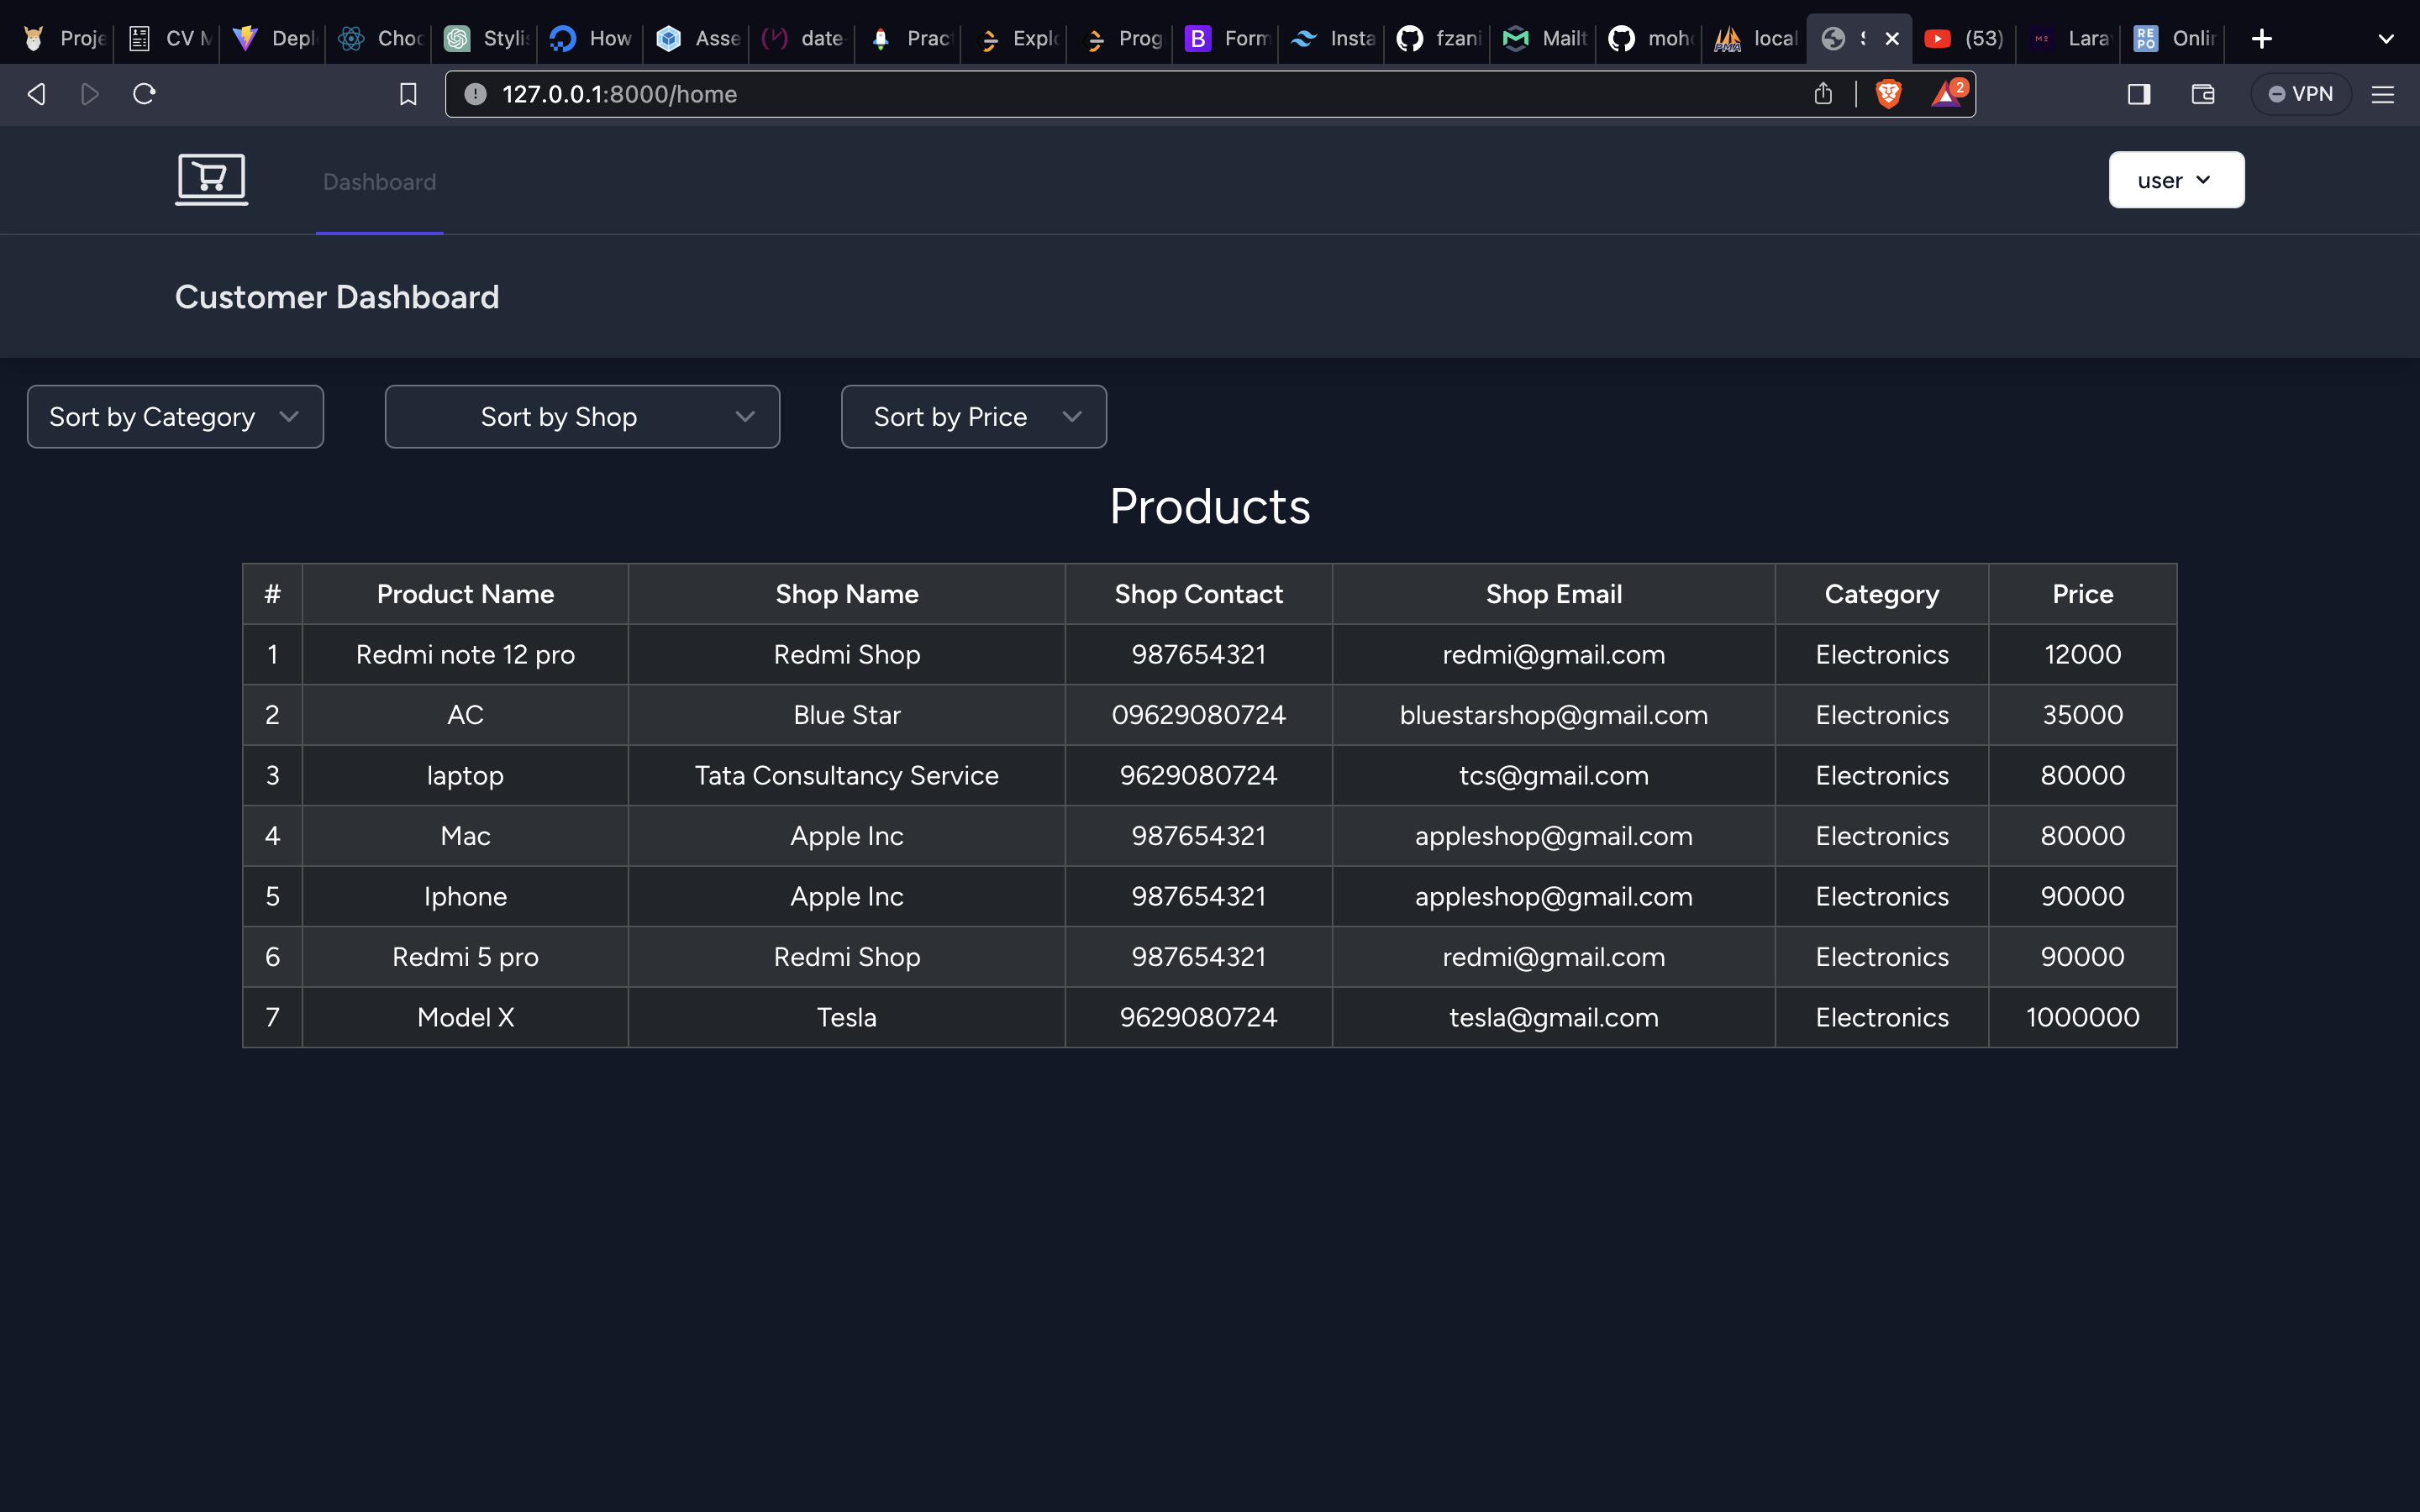 Proje CV M Depl Choc Stylis How Asse date- Prac Explo Prog Form Insta fzani Mailt moho local (53) Lara Onlin
127.0.0.1:8000/home 2 VPN
Dashboard user
Customer Dashboard
Sort by Category Sort by Shop Sort by Price
Products
# Product Name Shop Name Shop Contact Shop Email Category Price
1 Redmi note 12 pro Redmi Shop 987654321 redmi@gmail.com Electronics 12000
2 AC Blue Star 09629080724 bluestarshop@gmail.com Electronics 35000
3 laptop Tata Consultancy Service 9629080724 tcs@gmail.com Electronics 80000
4 Mac Apple Inc 987654321 appleshop@gmail.com Electronics 80000
5 Iphone Apple Inc 987654321 appleshop@gmail.com Electronics 90000
6 Redmi 5 pro Redmi Shop 987654321 redmi@gmail.com Electronics 90000
7 Model X Tesla 9629080724 tesla@gmail.com Electronics 1000000